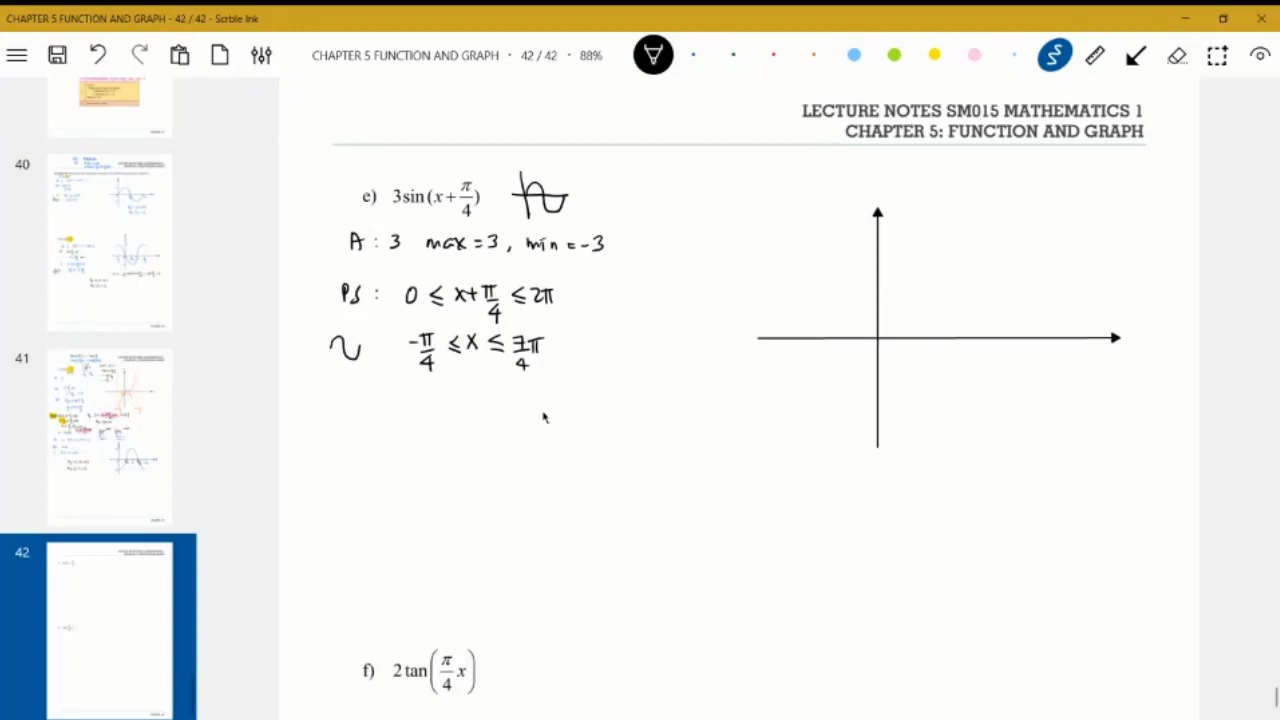 CHAPTER 5 FUNCTION AND GRAPH - 42 / 42 - Scrble Ink
CHAPTER 5 FUNCTION AND GRAPH • 42 / 42 • 88%
40
41
42
LECTURE NOTES SM015 MATHEMATICS 1
CHAPTER 5: FUNCTION AND GRAPH
e) 3sin(x+π/4)
A : 3 max = 3 , min = -3
PS : 0 ≤ x+π/4 ≤ 2π
-π/4 ≤ x ≤ 7π/4
f) 2tan(π/4 x)